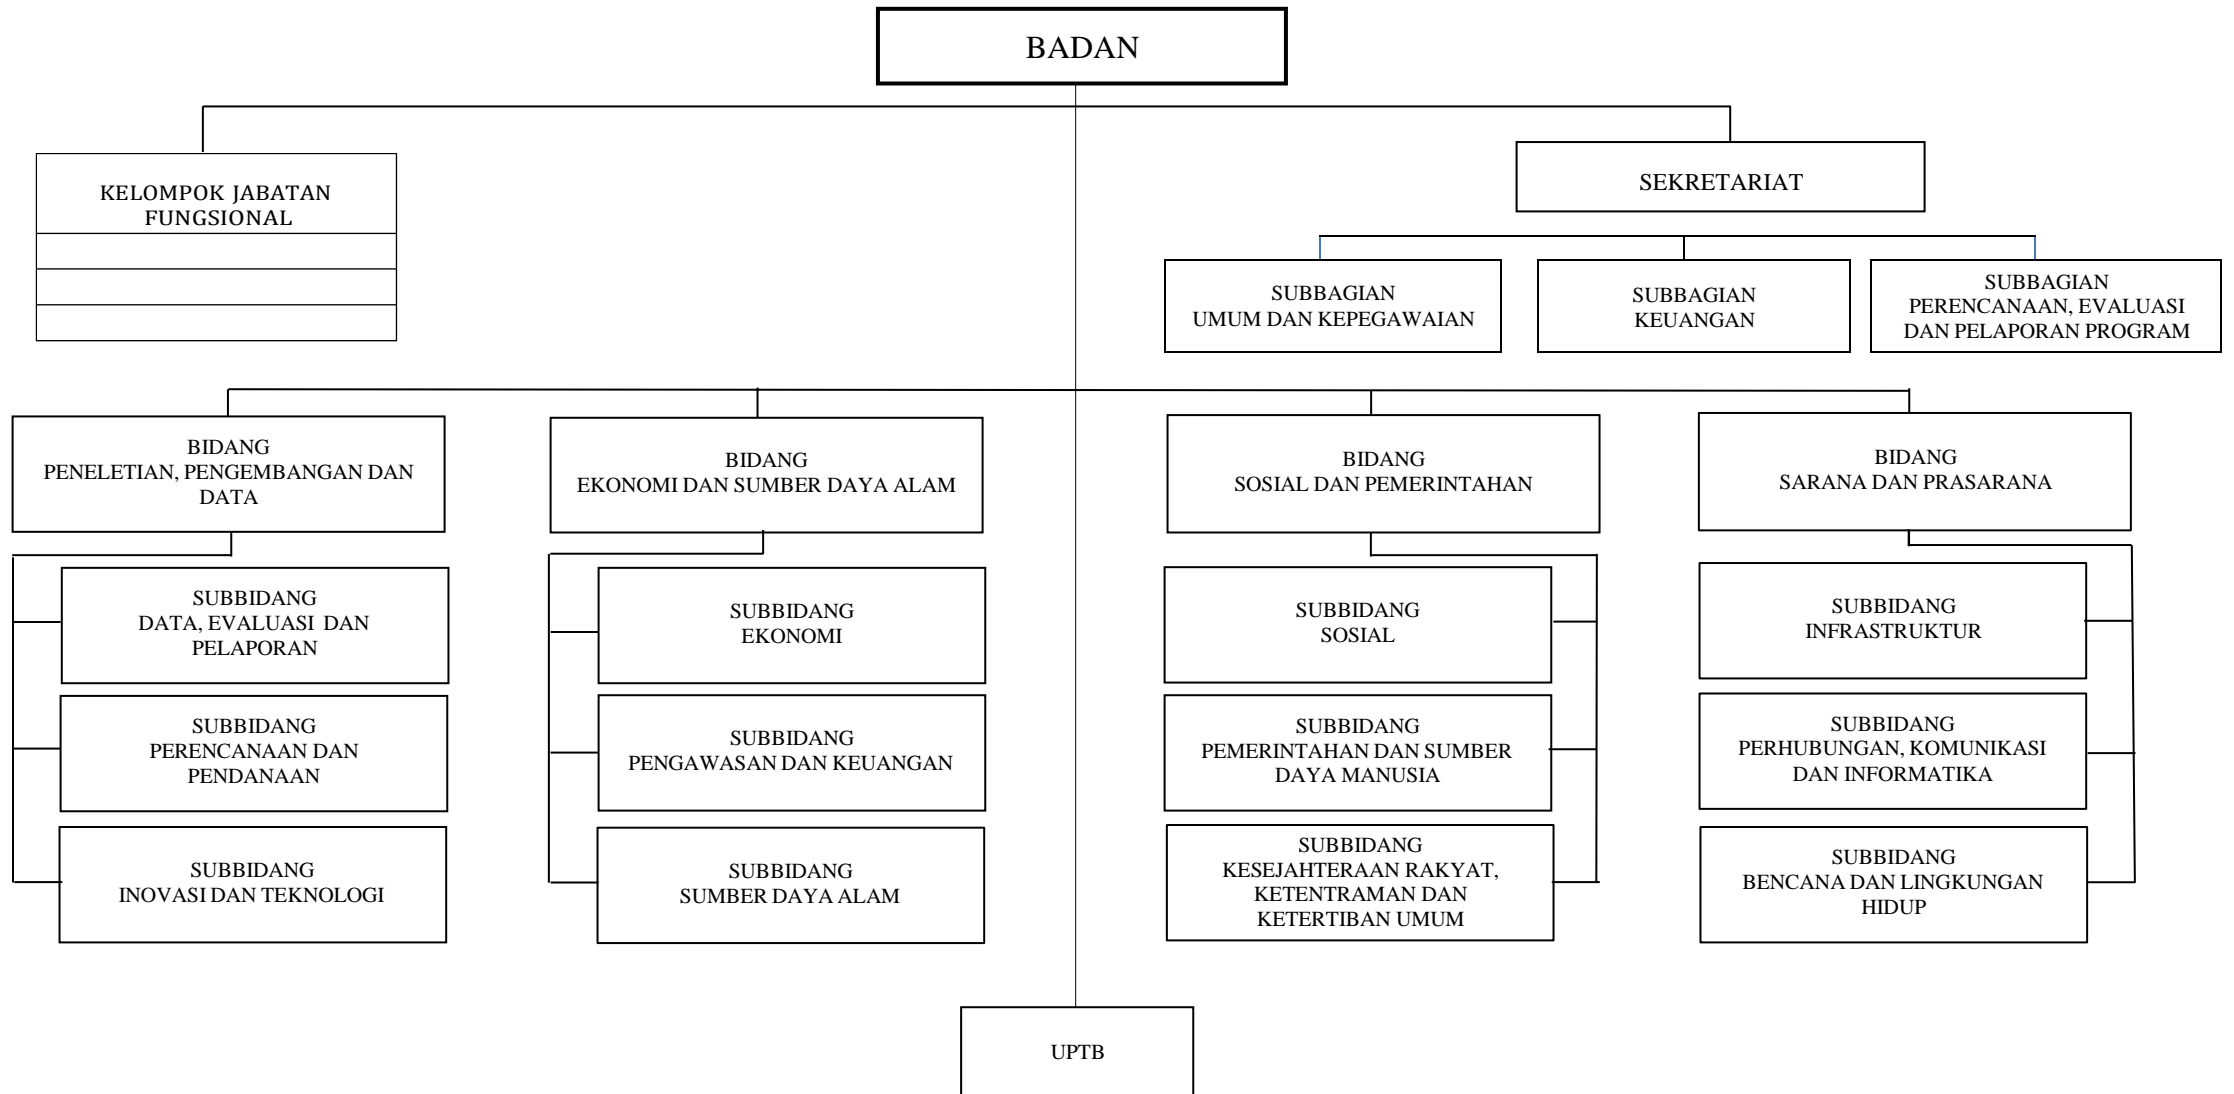 BADAN
KELOMPOK JABATAN
FUNGSIONAL
SEKRETARIAT
SUBBAGIAN
UMUM DAN KEPEGAWAIAN
SUBBAGIAN
KEUANGAN
SUBBAGIAN
PERENCANAAN, EVALUASI
DAN PELAPORAN PROGRAM
BIDANG
PENELETIAN, PENGEMBANGAN DAN
DATA
BIDANG
EKONOMI DAN SUMBER DAYA ALAM
BIDANG
SOSIAL DAN PEMERINTAHAN
BIDANG
SARANA DAN PRASARANA
SUBBIDANG
DATA, EVALUASI DAN
PELAPORAN
SUBBIDANG
EKONOMI
SUBBIDANG
SOSIAL
SUBBIDANG
INFRASTRUKTUR
SUBBIDANG
PERENCANAAN DAN
PENDANAAN
SUBBIDANG
PENGAWASAN DAN KEUANGAN
SUBBIDANG
PEMERINTAHAN DAN SUMBER
DAYA MANUSIA
SUBBIDANG
PERHUBUNGAN, KOMUNIKASI
DAN INFORMATIKA
SUBBIDANG
INOVASI DAN TEKNOLOGI
SUBBIDANG
SUMBER DAYA ALAM
SUBBIDANG
KESEJAHTERAAN RAKYAT,
KETENTRAMAN DAN
KETERTIBAN UMUM
SUBBIDANG
BENCANA DAN LINGKUNGAN
HIDUP
UPTB